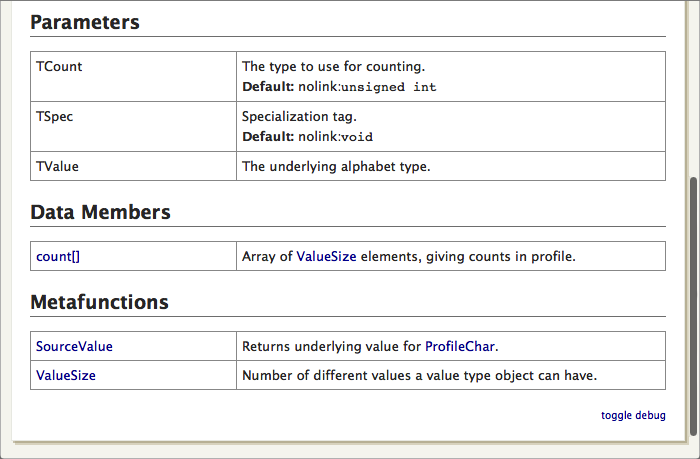 Parameters
TCount The type to use for counting.
Default: nolink:unsigned int
TSpec Specialization tag.
Default: nolink:void
TValue The underlying alphabet type.
Data Members
count[] Array of ValueSize elements, giving counts in profile.
Metafunctions
SourceValue Returns underlying value for ProfileChar.
ValueSize Number of different values a value type object can have.
toggle debug